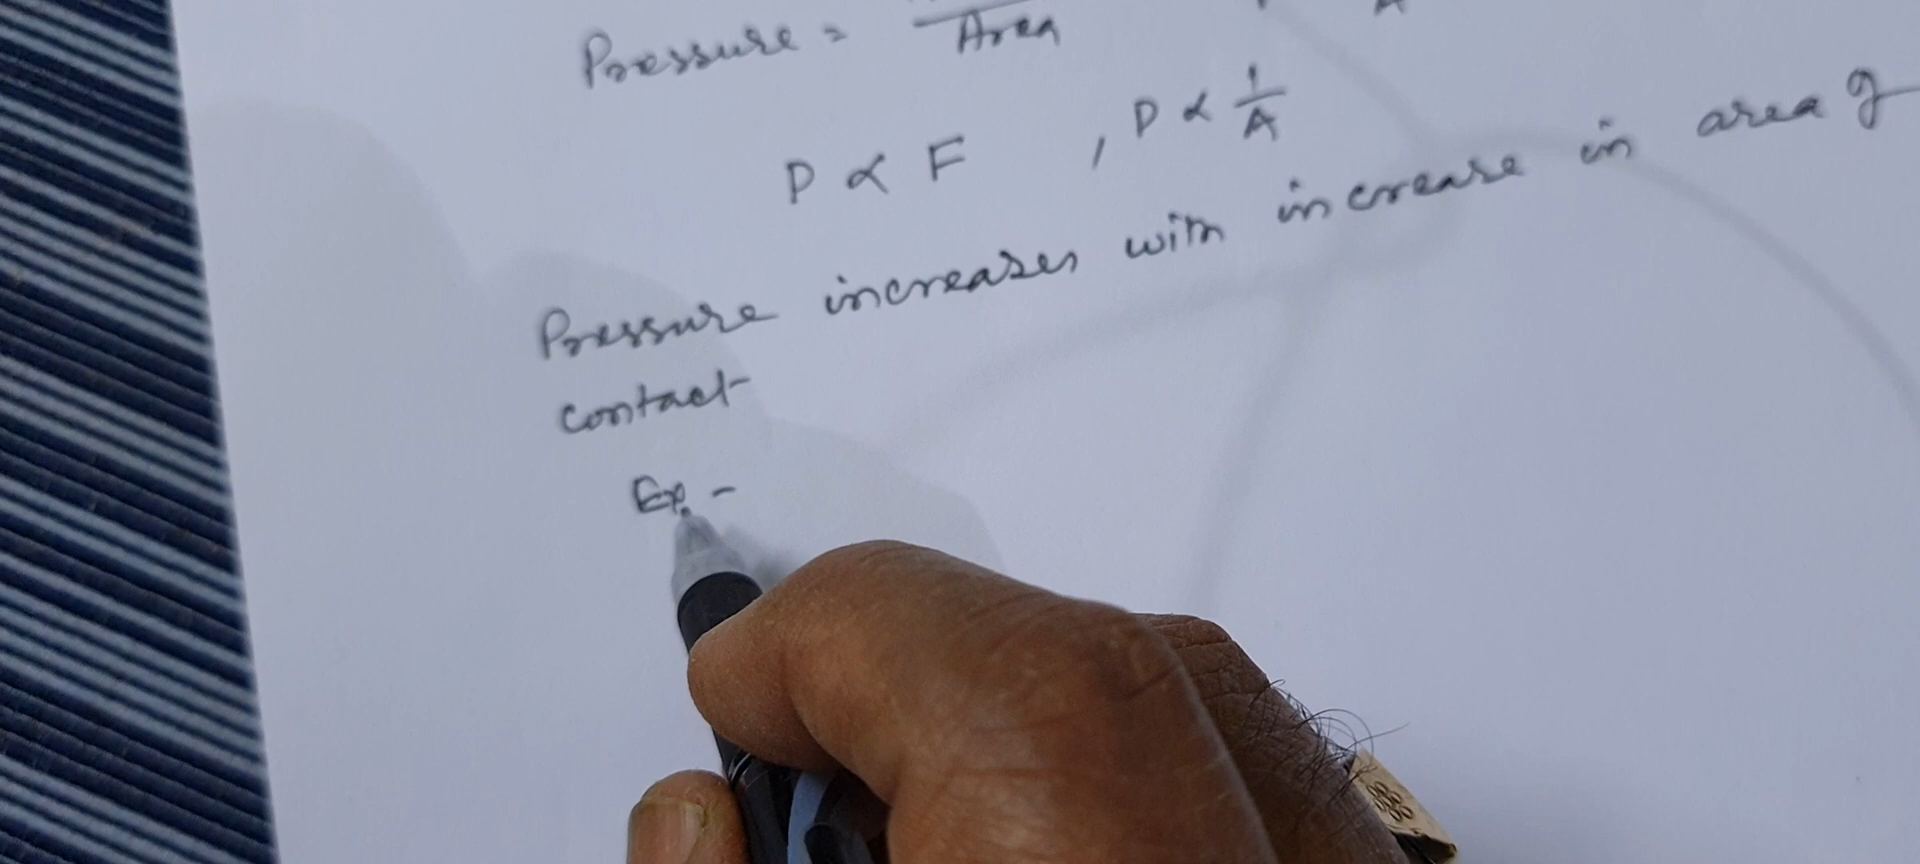 Pressure = Area
P ∝ F , P ∝ 1/A
Pressure increases with increase in area of
contact
Ex. -